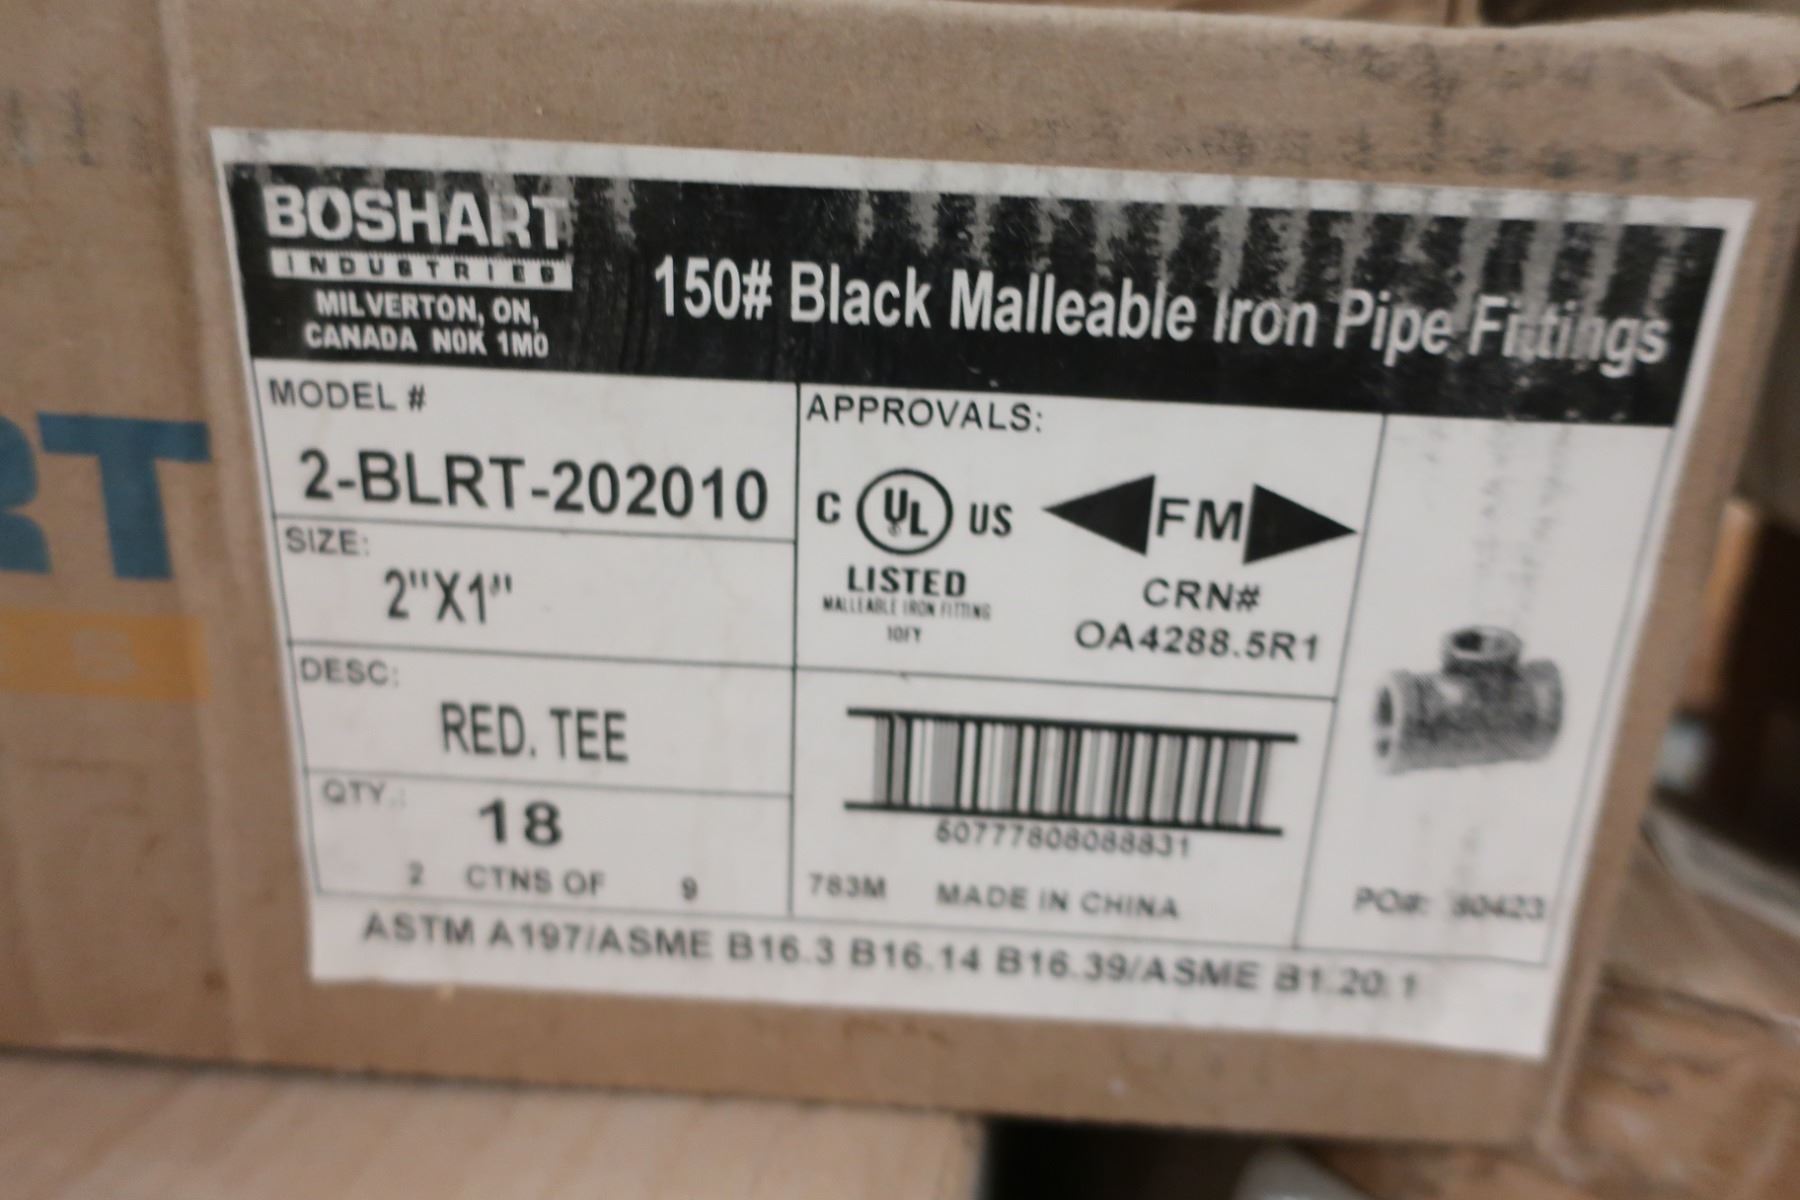 BOSHART
INDUSTRIES
MILVERTON, ON,
CANADA N0K 1M0
150# Black Malleable Iron Pipe Fittings
MODEL #
2-BLRT-202010
SIZE:
2"X1"
DESC:
RED. TEE
QTY.:
18
2 CTNS OF 9
APPROVALS:
C UL US
LISTED
MALLEABLE IRON FITTING
10FY
FM
CRN#
OA4288.5R1
783M MADE IN CHINA
PO#:
ASTM A197/ASME B16.3 B16.14 B16.39/ASME B1.20.1
RT